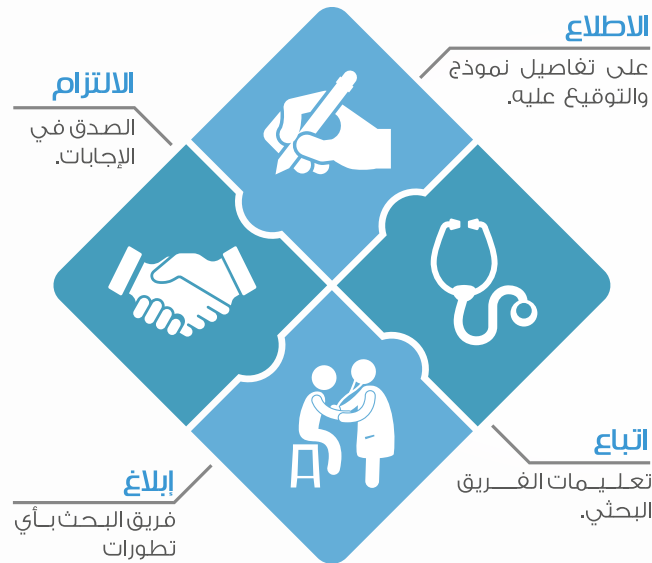 الاطلاع
على تفاصيل نموذج
والتوقيع عليه.
الالتزام
الصدق في
الإجابات.
اتباع
تعليمات الفريق
البحثي.
إبلاغ
فريق البحث بأي
تطورات